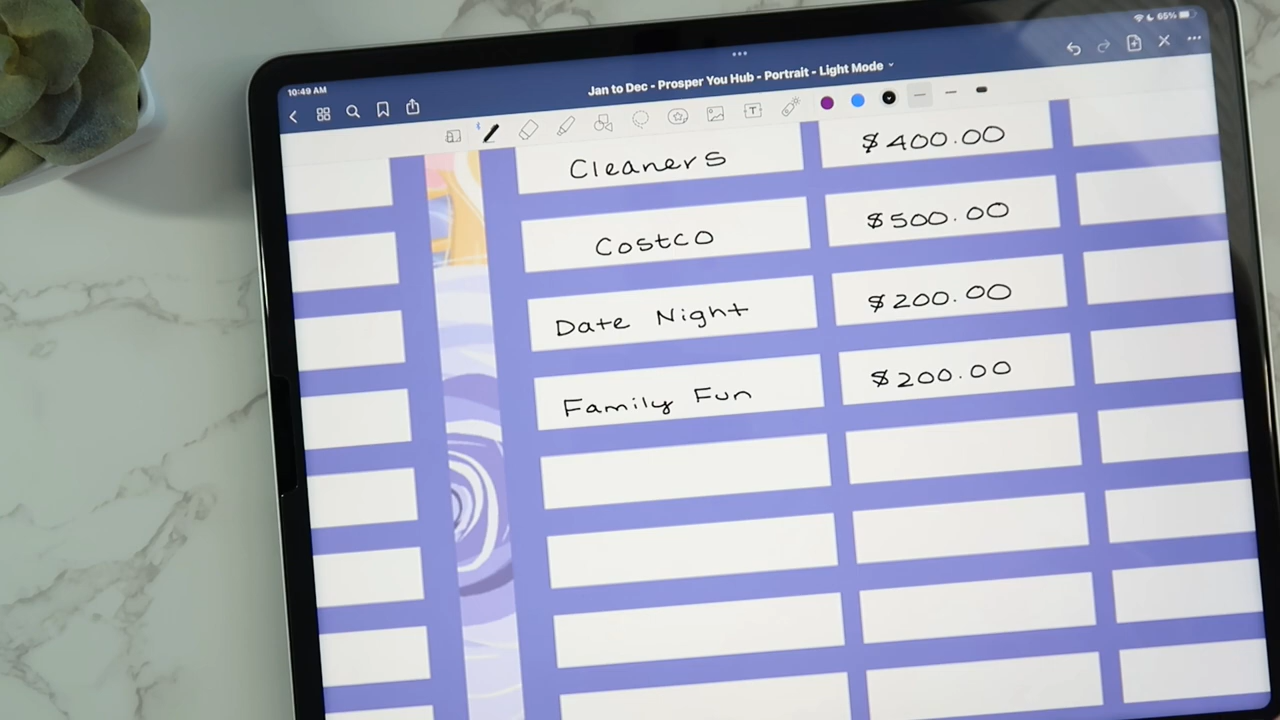 10:49 AM
65%
Jan to Dec - Prosper You Hub - Portrait - Light Mode
Cleaners $400.00
Costco $500.00
Date Night $200.00
Family Fun $200.00